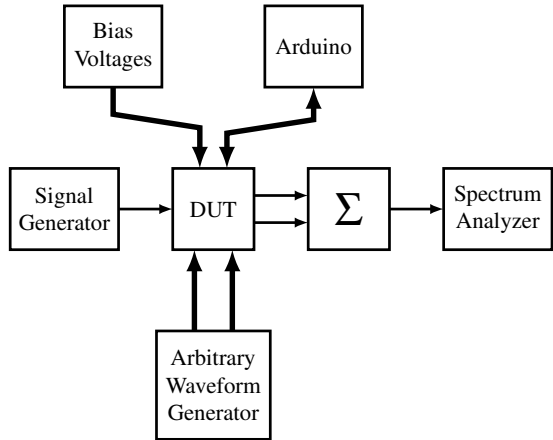 Bias
Voltages
Arduino
Signal
Generator
DUT
Σ
Spectrum
Analyzer
Arbitrary
Waveform
Generator